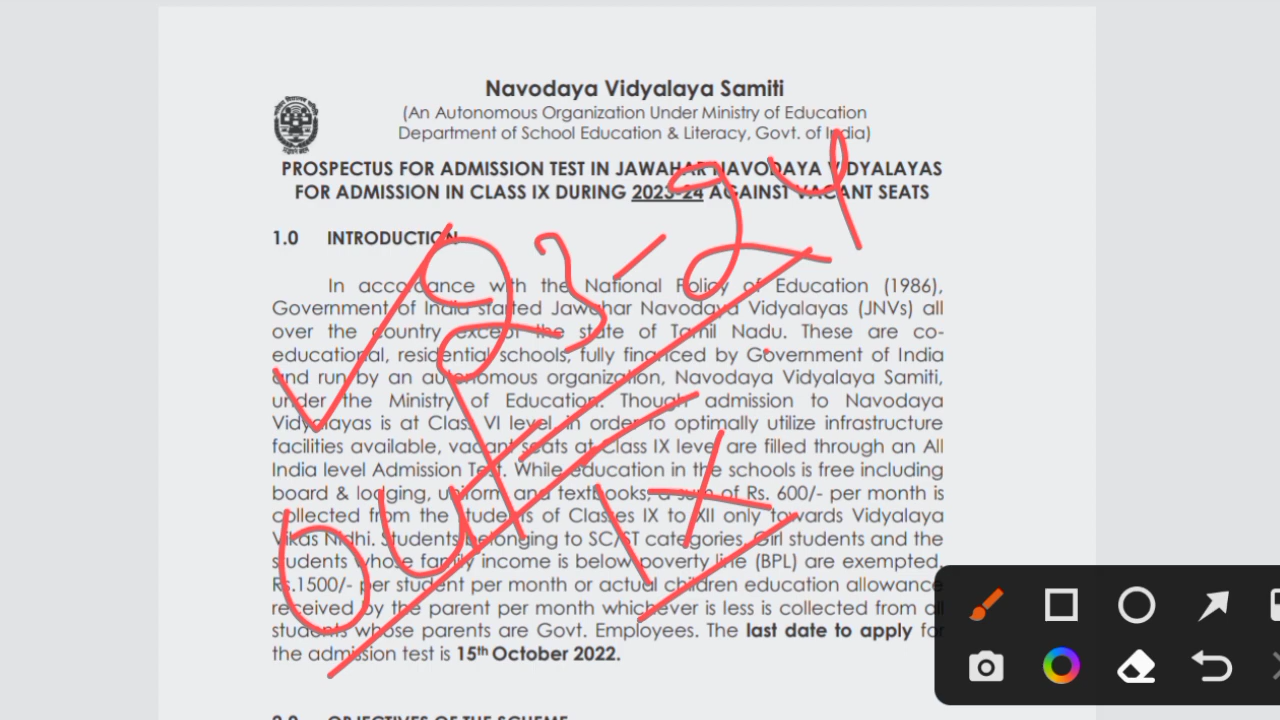 Navodaya Vidyalaya Samiti
(An Autonomous Organization Under Ministry of Education
Department of School Education & Literacy, Govt. of India)
PROSPECTUS FOR ADMISSION TEST IN JAWAHAR NAVODAYA VIDYALAYAS
FOR ADMISSION IN CLASS IX DURING 2023-24 AGAINST VACANT SEATS
23-24
1.0 INTRODUCTION
In accordance with the National Policy of Education (1986),
Government of India started Jawahar Navodaya Vidyalayas (JNVs) all
over the country except the state of Tamil Nadu. These are co-
educational, residential schools, fully financed by Government of India
and run by an autonomous organization, Navodaya Vidyalaya Samiti,
under the Ministry of Education. Though admission to Navodaya
Vidyalayas is at Class VI level, in order to optimally utilize infrastructure
facilities available, vacant seats at Class IX level are filled through an All
India level Admission Test. While education in the schools is free including
board & lodging, uniform and textbooks, a sum of Rs. 600/- per month is
collected from the students of Classes IX to XII only towards Vidyalaya
Vikas Nidhi. Students belonging to SC/ST categories, Girl students and the
students whose family income is below poverty line (BPL) are exempted.
Rs.1500/- per student per month or actual children education allowance
received by the parent per month whichever is less is collected from all
students whose parents are Govt. Employees. The last date to apply for
the admission test is 15th October 2022.
IX
OUT
2.0 OBJECTIVES OF THE SCHEME